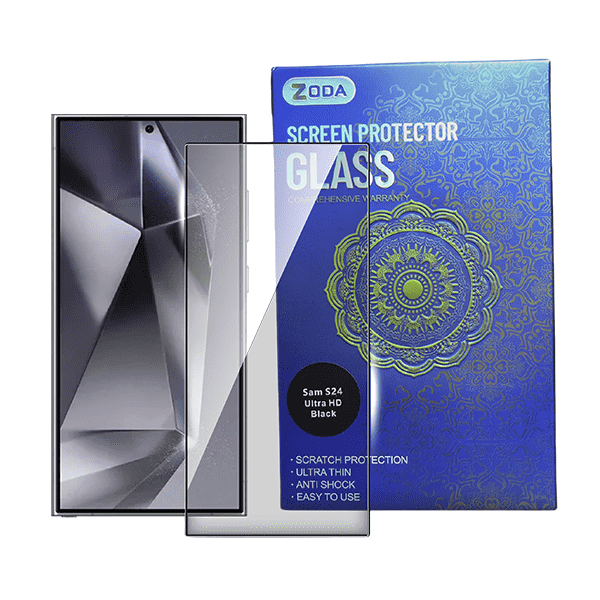 ZODA
SCREEN PROTECTOR
GLASS
COMPREHENSIVE WARRANTY
Sam S24
Ultra HD
Black
· SCRATCH PROTECTION
· ULTRA THIN
· ANTI SHOCK
· EASY TO USE